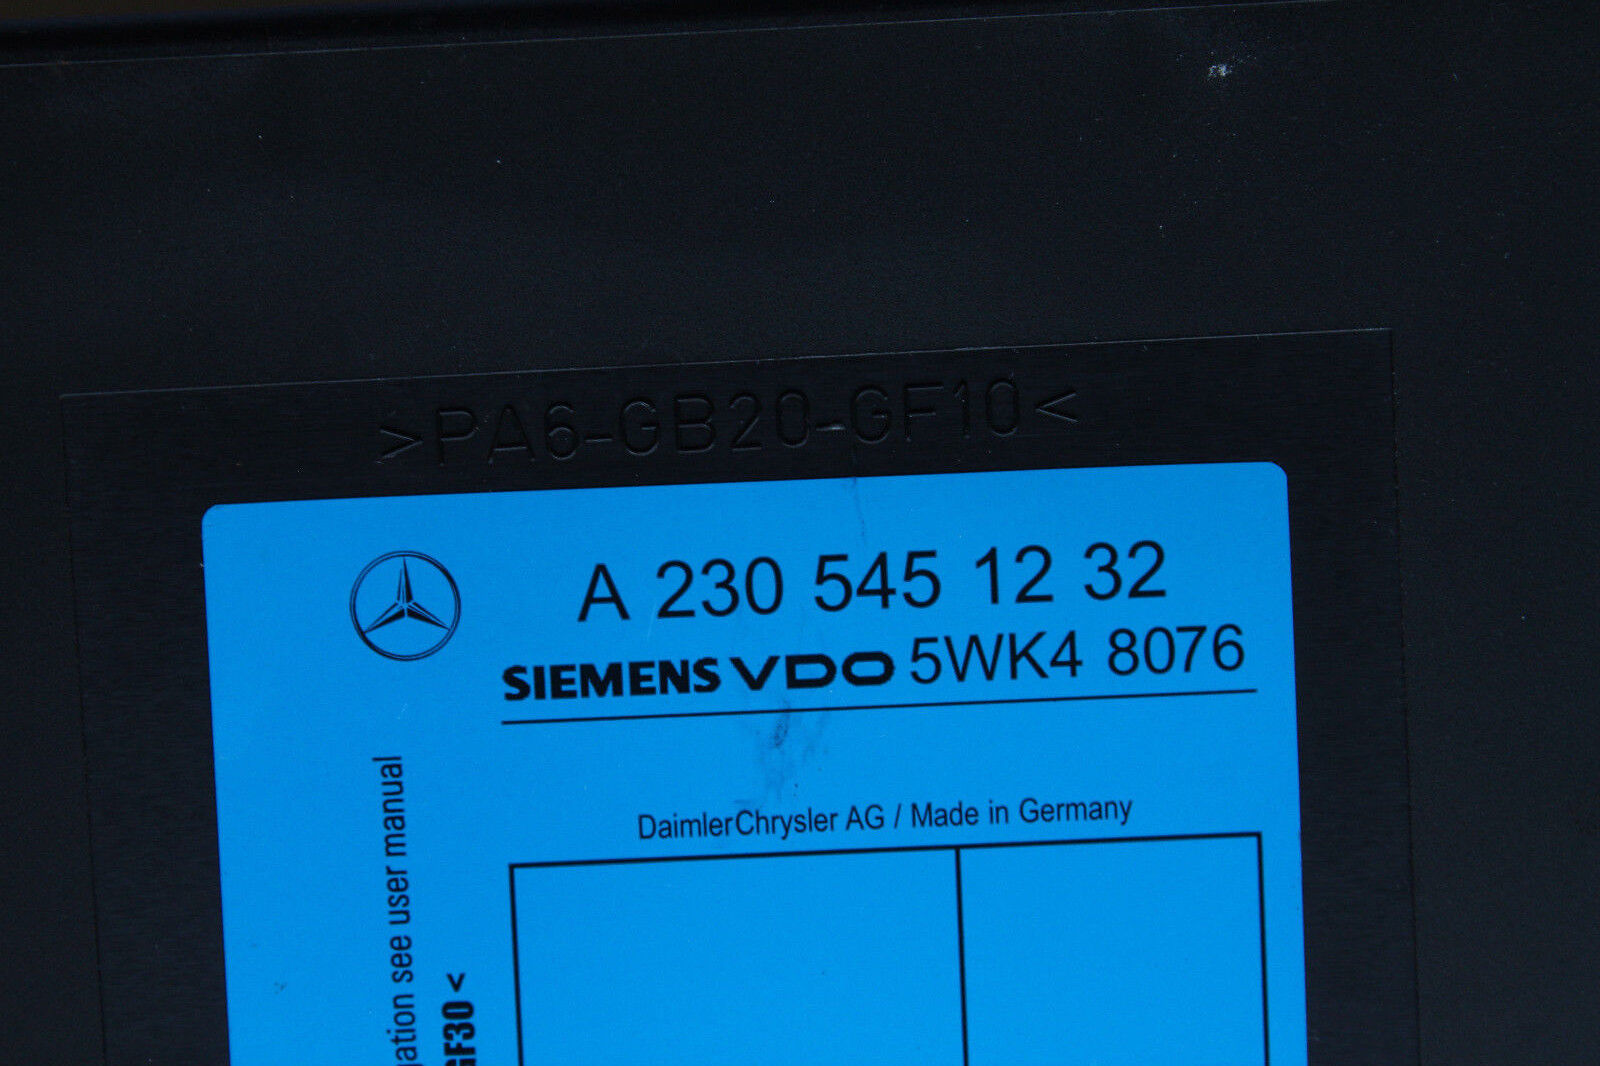 >PA6-GB20-GF10<
A 230 545 12 32
SIEMENS VDO 5WK4 8076
DaimlerChrysler AG / Made in Germany
see user manual
GF30 <